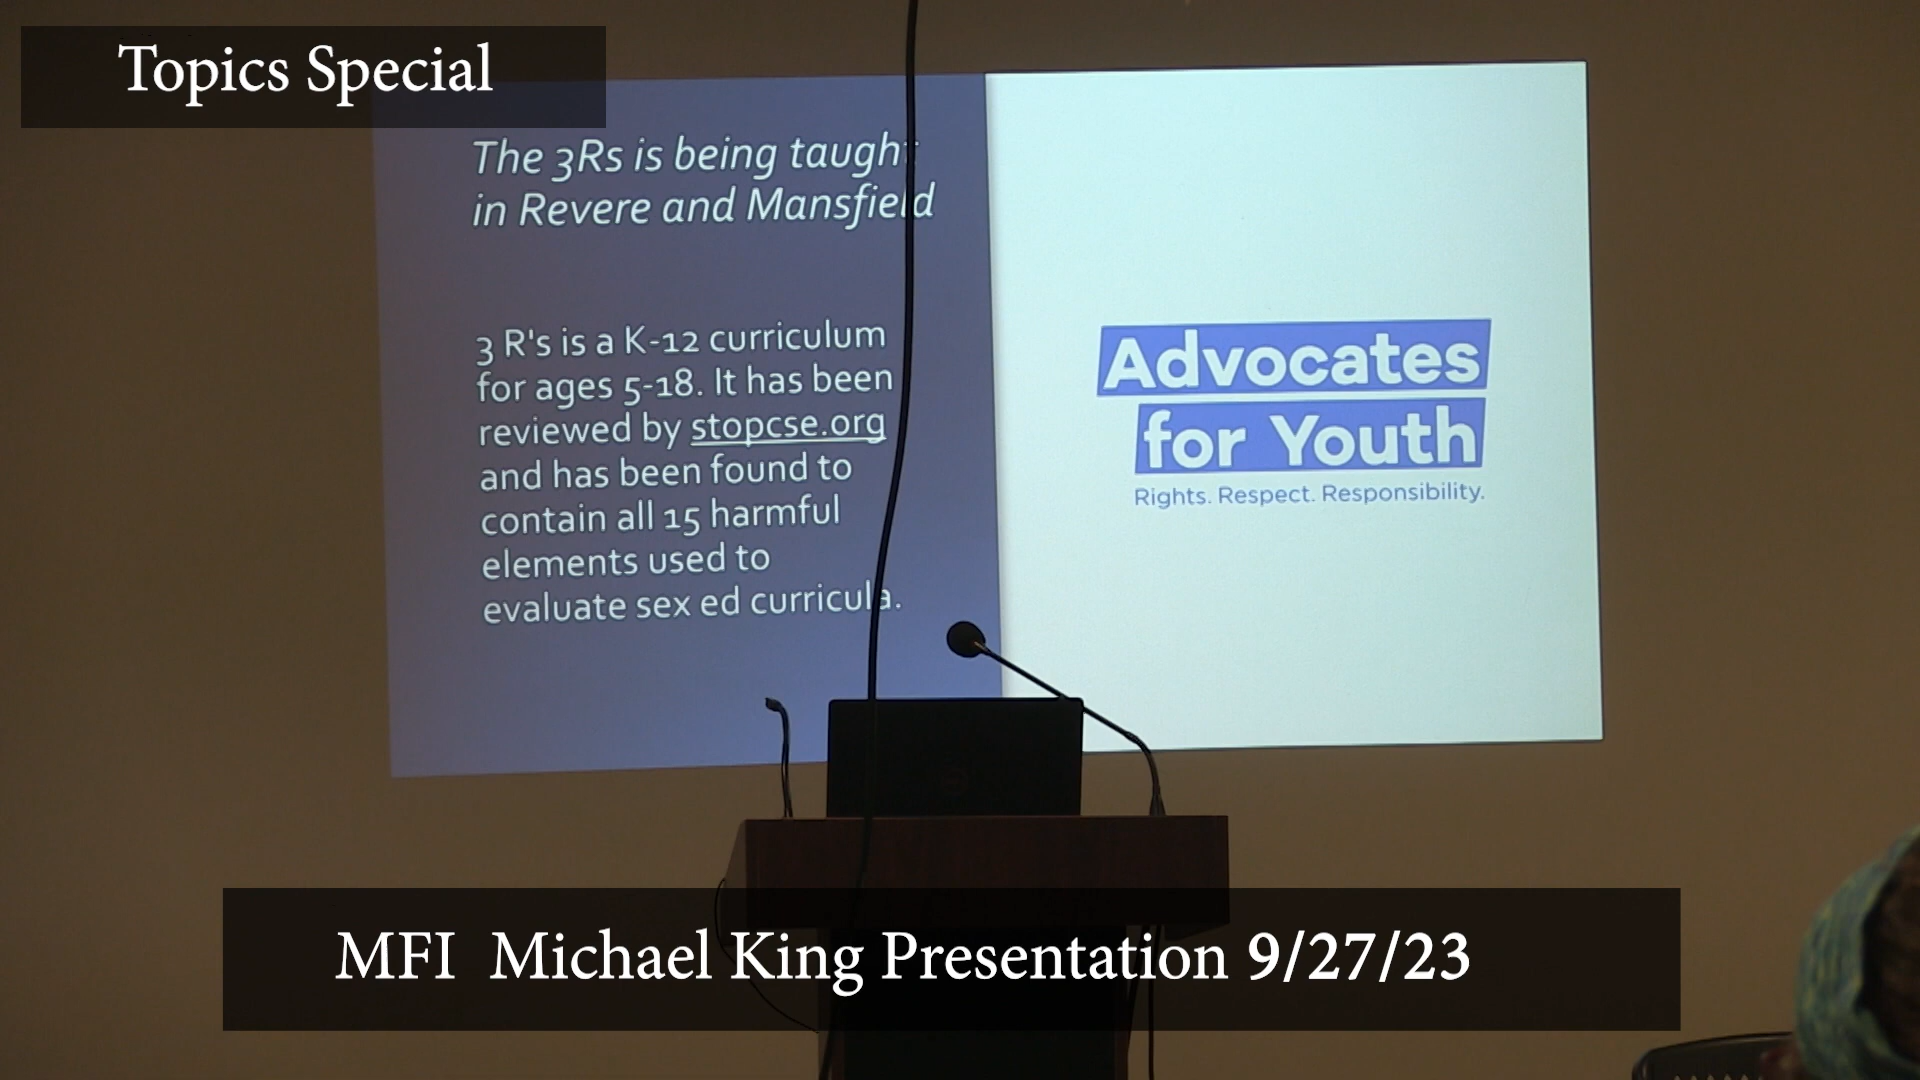 Topics Special
The 3Rs is being taught
in Revere and Mansfield
3 R's is a K-12 curriculum
for ages 5-18. It has been
reviewed by stopcse.org
and has been found to
contain all 15 harmful
elements used to
evaluate sex ed curricula.
Advocates
for Youth
Rights. Respect. Responsibility.
MFI Michael King Presentation 9/27/23